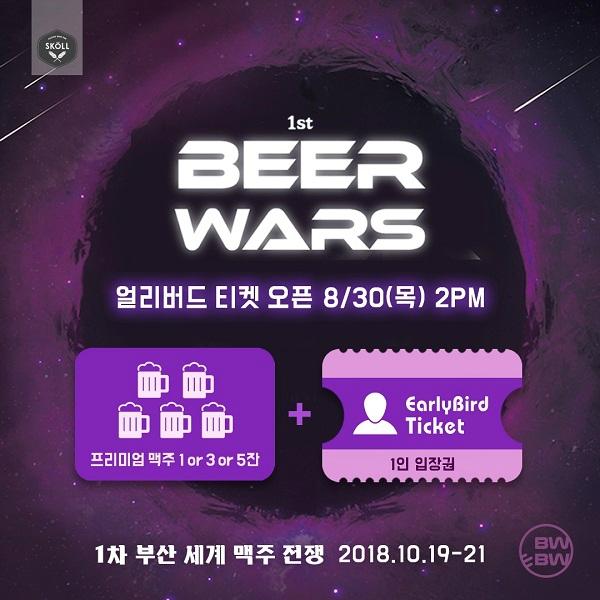 SKÖLL
1st
BEER
WARS
얼리버드 티켓 오픈 8/30(목) 2PM
프리미엄 맥주 1 or 3 or 5잔
+
EarlyBird
Ticket
1인 입장권
1차 부산 세계 맥주 전쟁 2018.10.19-21
BW
BW